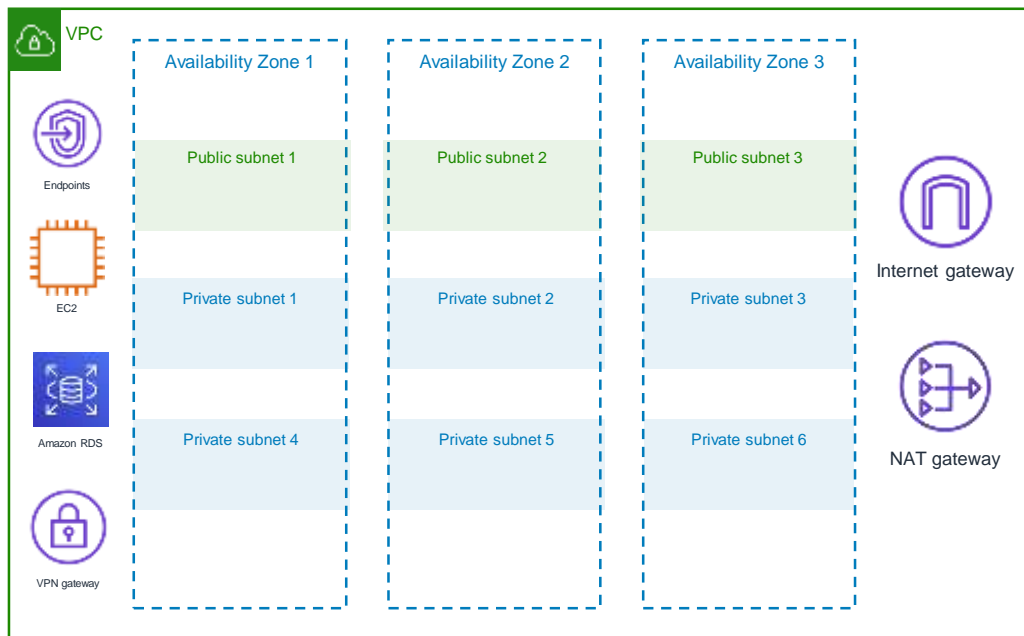 VPC
Availability Zone 1
Availability Zone 2
Availability Zone 3
Public subnet 1
Public subnet 2
Public subnet 3
Endpoints
Internet gateway
Private subnet 1
Private subnet 2
Private subnet 3
EC2
Private subnet 4
Private subnet 5
Private subnet 6
Amazon RDS
NAT gateway
VPN gateway